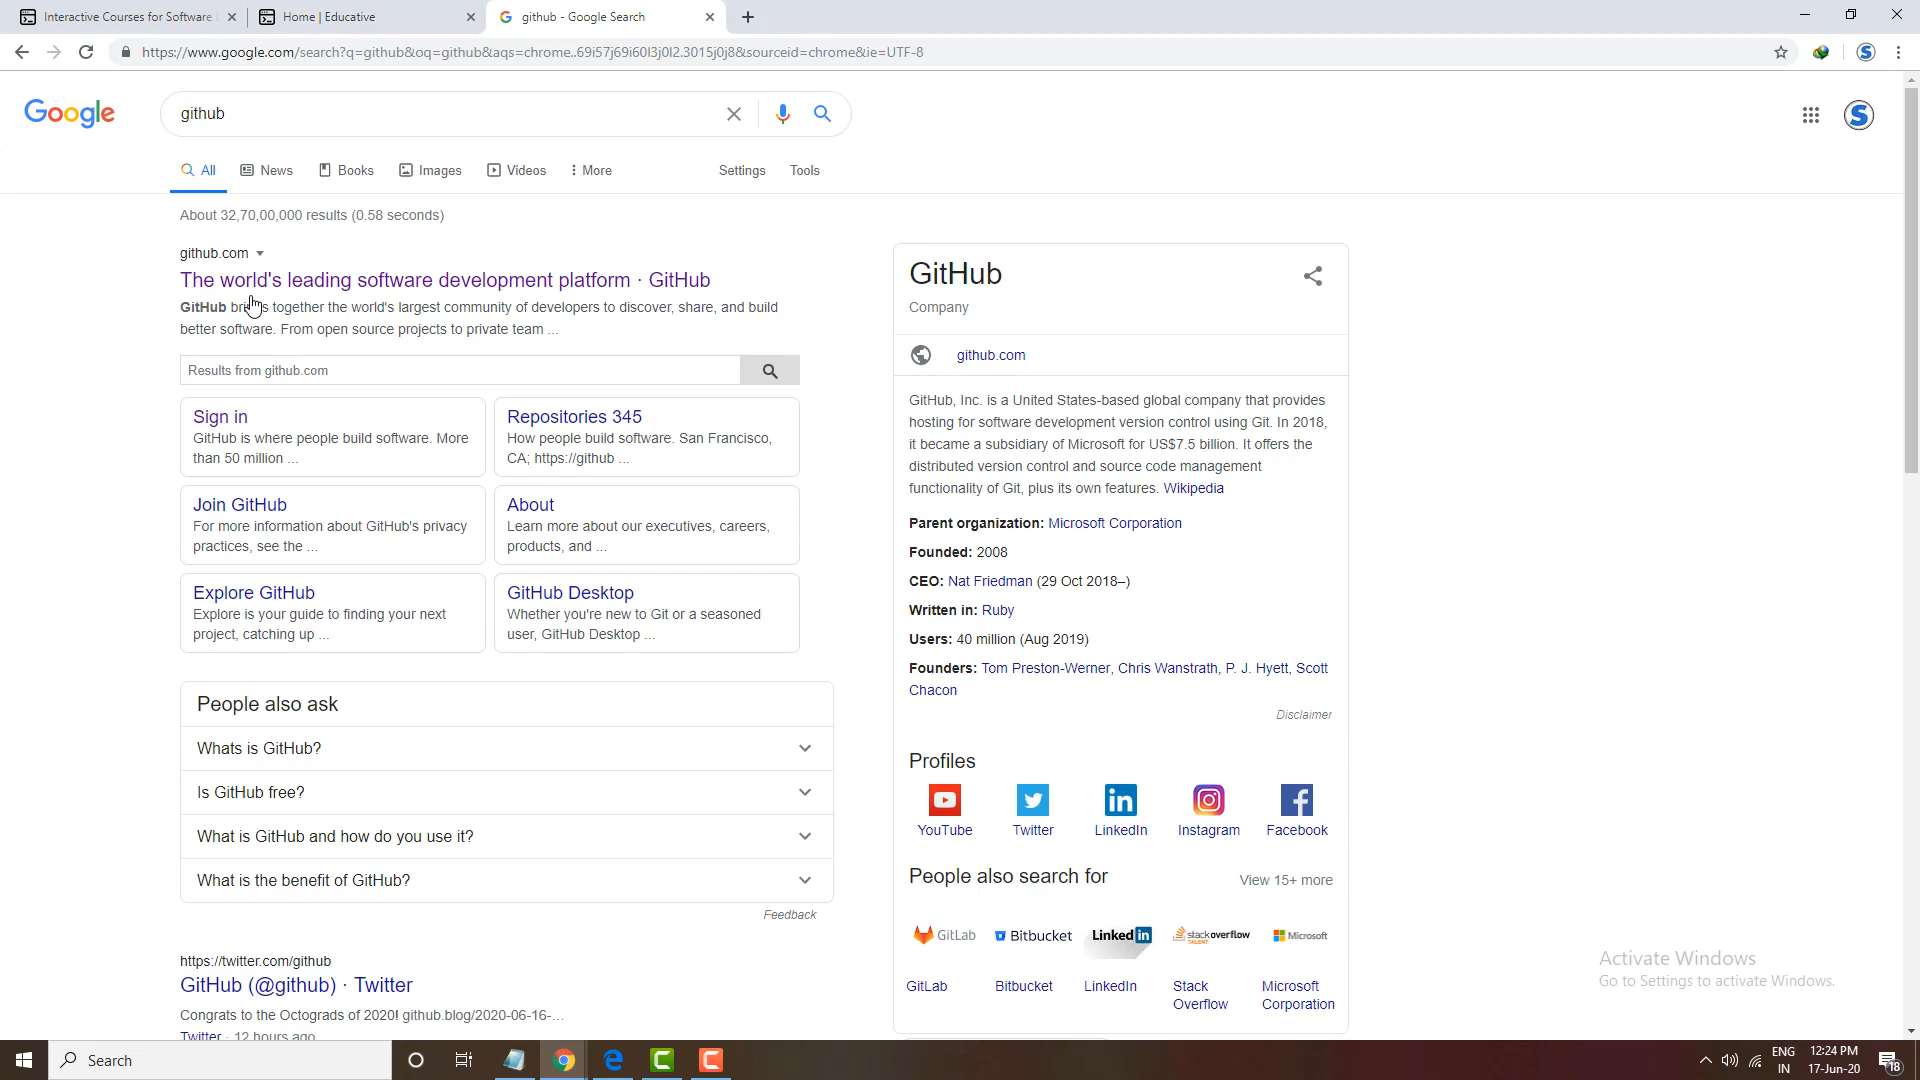 Interactive Courses for Software
Home | Educative
github - Google Search
https://www.google.com/search?q=github&oq=github&aqs=chrome..69i57j69i60l3j0l2.3015j0j8&sourceid=chrome&ie=UTF-8
Google
github
All
News
Books
Images
Videos
More
Settings
Tools
About 32,70,00,000 results (0.58 seconds)
github.com
The world's leading software development platform · GitHub
GitHub brings together the world's largest community of developers to discover, share, and build
better software. From open source projects to private team ...
Results from github.com
Sign in
GitHub is where people build software. More
than 50 million ...
Repositories 345
How people build software. San Francisco,
CA; https://github ...
Join GitHub
For more information about GitHub's privacy
practices, see the ...
About
Learn more about our executives, careers,
products, and ...
Explore GitHub
Explore is your guide to finding your next
project, catching up ...
GitHub Desktop
Whether you're new to Git or a seasoned
user, GitHub Desktop ...
People also ask
Whats is GitHub?
Is GitHub free?
What is GitHub and how do you use it?
What is the benefit of GitHub?
Feedback
https://twitter.com/github
GitHub (@github) · Twitter
Congrats to the Octograds of 2020! github.blog/2020-06-16-...
Twitter · 12 hours ago
GitHub
Company
github.com
GitHub, Inc. is a United States-based global company that provides
hosting for software development version control using Git. In 2018,
it became a subsidiary of Microsoft for US$7.5 billion. It offers the
distributed version control and source code management
functionality of Git, plus its own features. Wikipedia
Parent organization: Microsoft Corporation
Founded: 2008
CEO: Nat Friedman (29 Oct 2018–)
Written in: Ruby
Users: 40 million (Aug 2019)
Founders: Tom Preston-Werner, Chris Wanstrath, P. J. Hyett, Scott
Chacon
Disclaimer
Profiles
YouTube
Twitter
LinkedIn
Instagram
Facebook
People also search for
View 15+ more
GitLab
Bitbucket
Linked in
stackoverflow
TALENT
Microsoft
GitLab
Bitbucket
LinkedIn
Stack
Overflow
Microsoft
Corporation
Activate Windows
Go to Settings to activate Windows.
Search
ENG
IN
12:24 PM
17-Jun-20
18